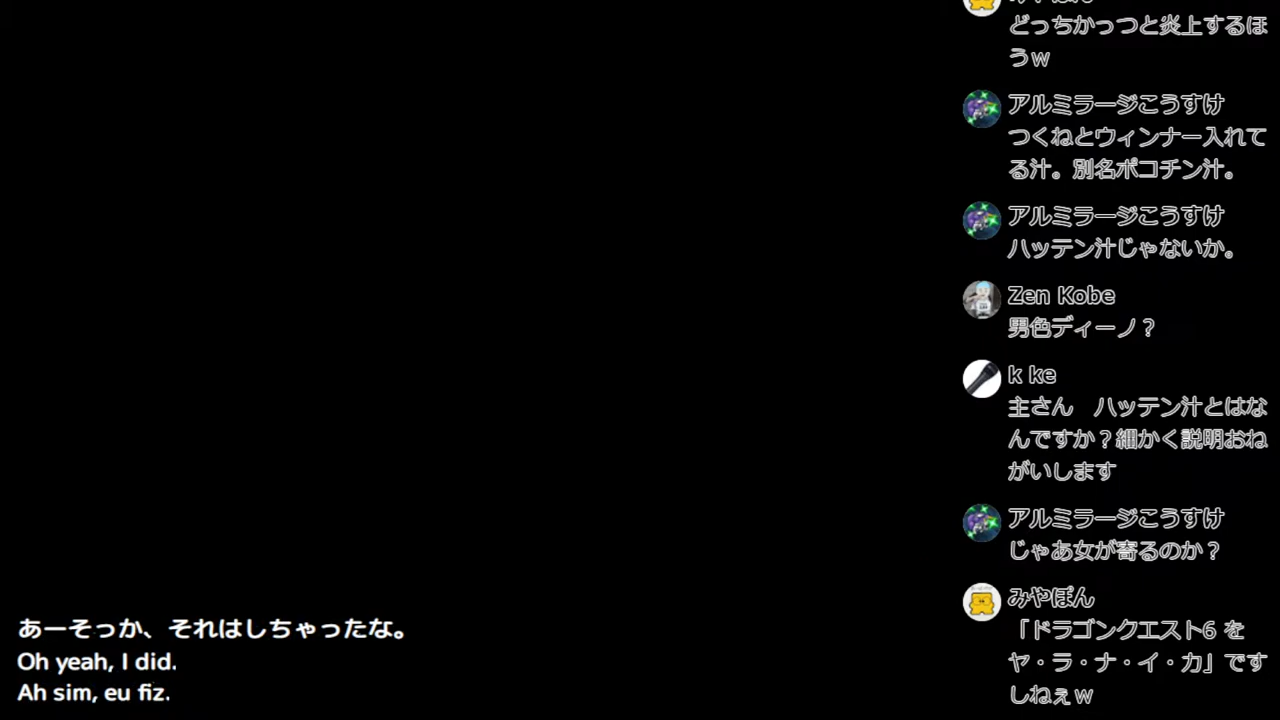 どっちかっつと炎上するほ
うw
アルミラージこうすけ
つくねとウィンナー入れて
る汁。別名ポコチン汁。
アルミラージこうすけ
ハッテン汁じゃないか。
Zen Kobe
男色ディーノ？
k ke
主さん　ハッテン汁とはな
んですか？細かく説明おね
がいします
アルミラージこうすけ
じゃあ女が寄るのか？
みやぽん
「ドラゴンクエスト6 を
ヤ・ラ・ナ・イ・カ」です
しねぇw
あーそっか、それはしちゃったな。
Oh yeah, I did.
Ah sim, eu fiz.